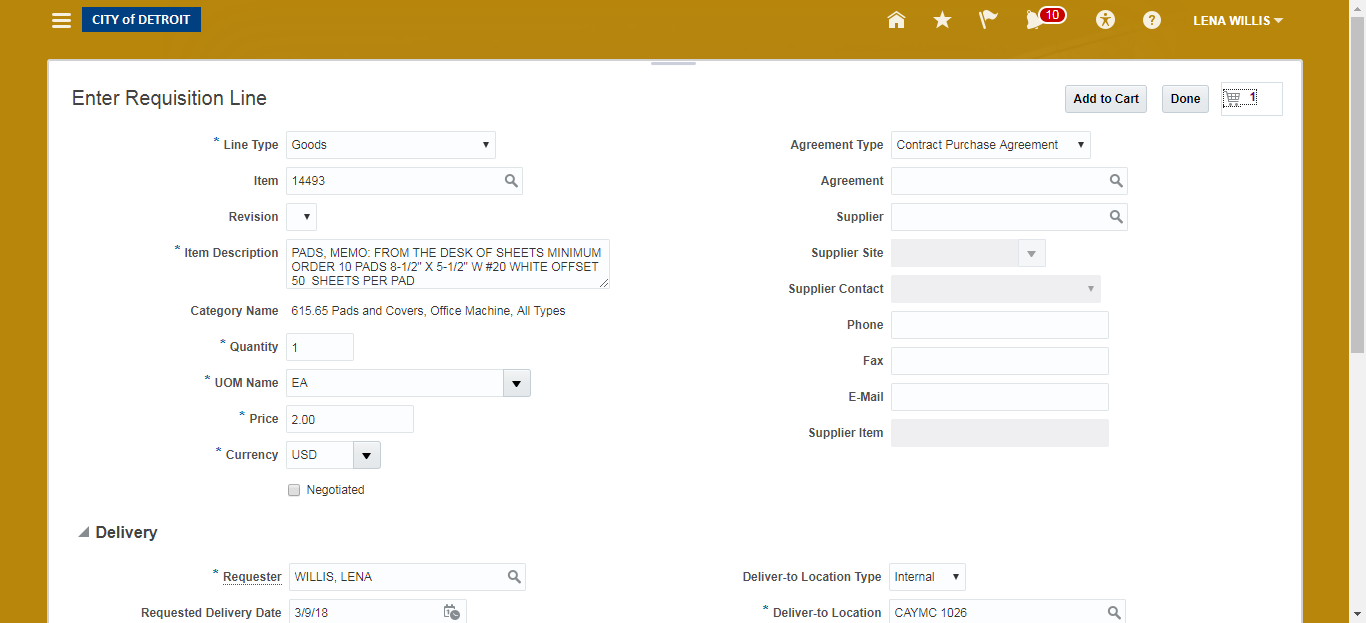 CITY of DETROIT
10
LENA WILLIS
Enter Requisition Line
Add to Cart
Done
1
* Line Type Goods
Item 14493
Revision
* Item Description PADS, MEMO: FROM THE DESK OF SHEETS MINIMUM
ORDER 10 PADS 8-1/2" X 5-1/2" W #20 WHITE OFFSET
50 SHEETS PER PAD
Category Name 615.65 Pads and Covers, Office Machine, All Types
* Quantity 1
* UOM Name EA
* Price 2.00
* Currency USD
Negotiated
Agreement Type Contract Purchase Agreement
Agreement
Supplier
Supplier Site
Supplier Contact
Phone
Fax
E-Mail
Supplier Item
Delivery
* Requester WILLIS, LENA
Requested Delivery Date 3/9/18
Deliver-to Location Type Internal
* Deliver-to Location CAYMC 1026